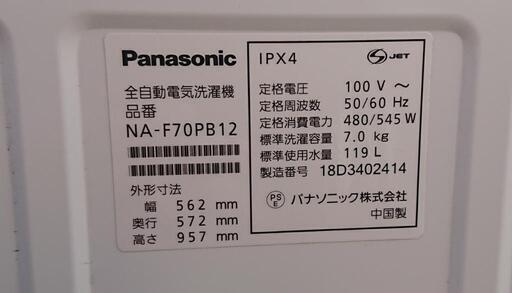 Panasonic
全自動電気洗濯機
品番
NA-F70PB12
外形寸法
幅 562 mm
奥行 572 mm
高さ 957 mm
IPX4
S JET
定格電圧 100 V ～
定格周波数 50/60 Hz
定格消費電力 480/545 W
標準洗濯容量 7.0 kg
標準使用水量 119 L
製造番号 18D3402414
PS E パナソニック株式会社
中国製